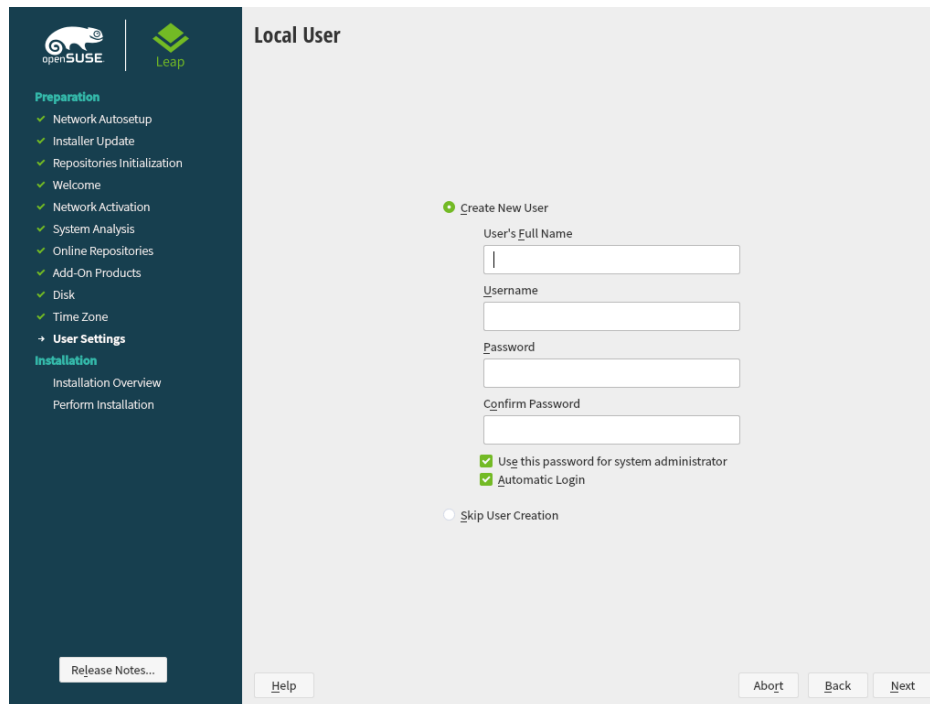 openSUSE
Leap
Preparation
Network Autosetup
Installer Update
Repositories Initialization
Welcome
Network Activation
System Analysis
Online Repositories
Add-On Products
Disk
Time Zone
User Settings
Installation
Installation Overview
Perform Installation
Release Notes...
Local User
Create New User
User's Full Name
Username
Password
Confirm Password
Use this password for system administrator
Automatic Login
Skip User Creation
Help
Abort
Back
Next